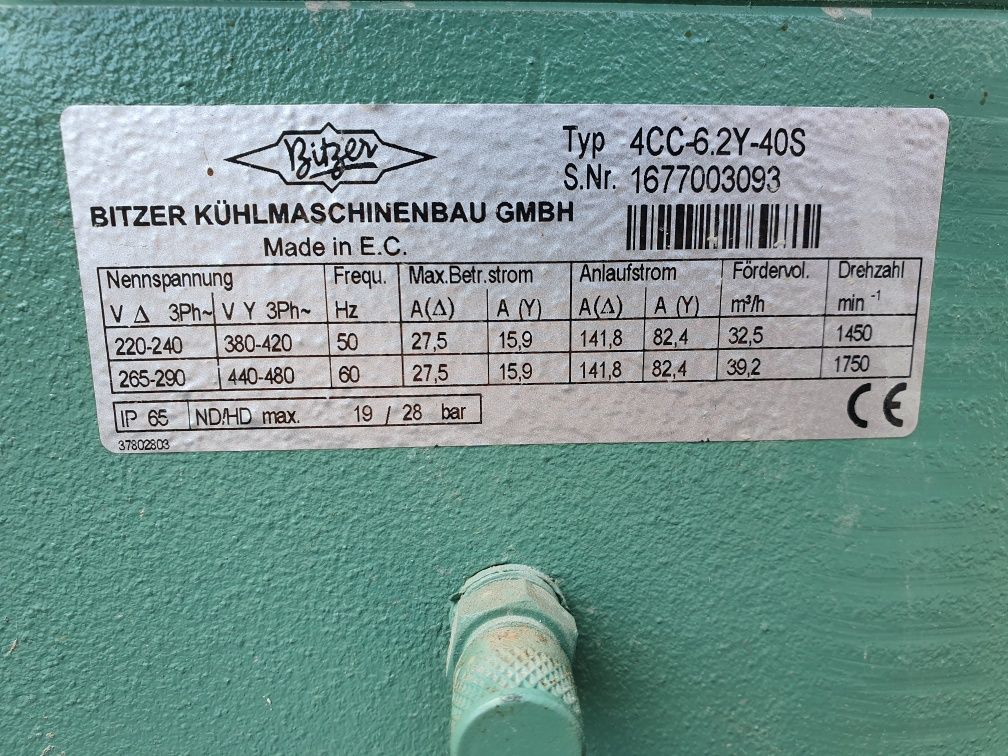 Bitzer
Typ 4CC-6.2Y-40S
S.Nr. 1677003093
BITZER KÜHLMASCHINENBAU GMBH
Made in E.C.
Nennspannung Frequ. Max.Betr.strom Anlaufstrom Fördervol. Drehzahl
V Δ 3Ph~ V Y 3Ph~ Hz A(Δ) A (Y) A(Δ) A (Y) m³/h min -1
220-240 380-420 50 27,5 15,9 141,8 82,4 32,5 1450
265-290 440-480 60 27,5 15,9 141,8 82,4 39,2 1750
IP 65 ND/HD max. 19 / 28 bar
CE
37802803